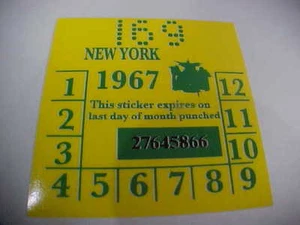 169
NEW YORK
1967
1
12
This sticker expires on
last day of month punched
2
11
27645866
3
10
4 5 6 7 8 9